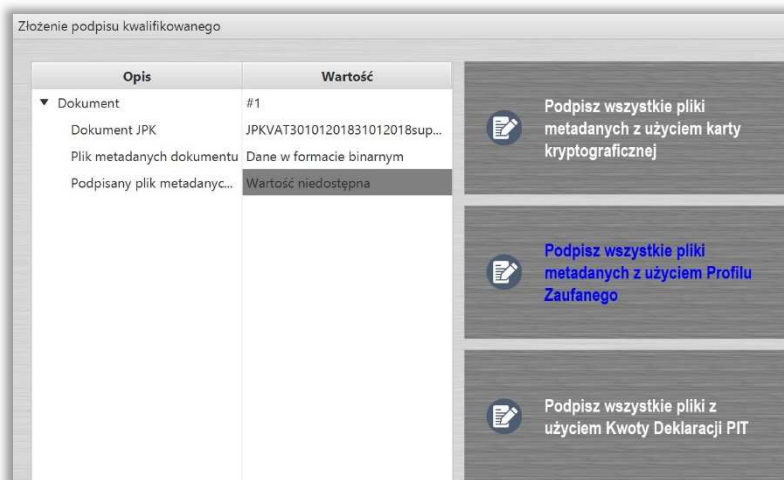 Złożenie podpisu kwalifikowanego
Opis Wartość
Dokument #1
Dokument JPK JPKVAT30101201831012018sup...
Plik metadanych dokumentu Dane w formacie binarnym
Podpisany plik metadanyc... Wartość niedostępna
Podpisz wszystkie pliki
metadanych z użyciem karty
kryptograficznej
Podpisz wszystkie pliki
metadanych z użyciem Profilu
Zaufanego
Podpisz wszystkie pliki z
użyciem Kwoty Deklaracji PIT